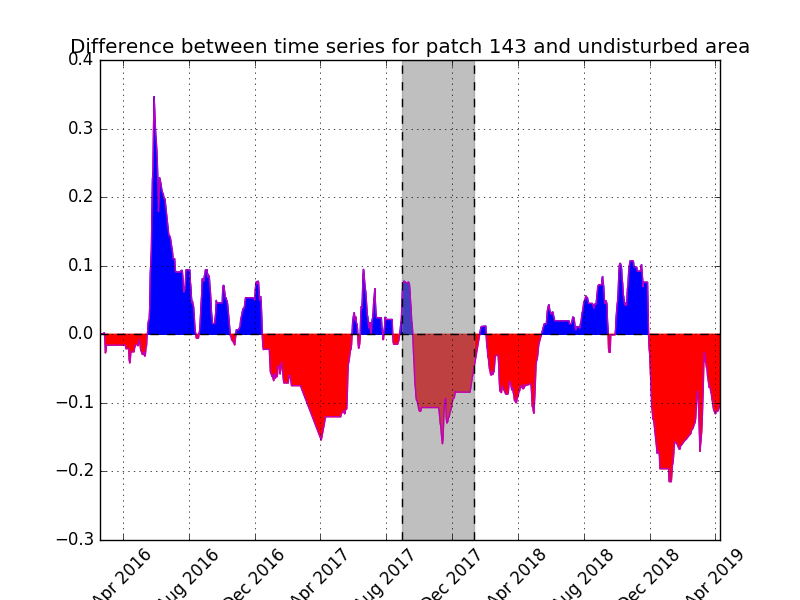 Difference between time series for patch 143 and undisturbed area
0.4
0.3
0.2
0.1
0.0
−0.1
−0.2
−0.3
Apr 2016
Aug 2016
Dec 2016
Apr 2017
Aug 2017
Dec 2017
Apr 2018
Aug 2018
Dec 2018
Apr 2019